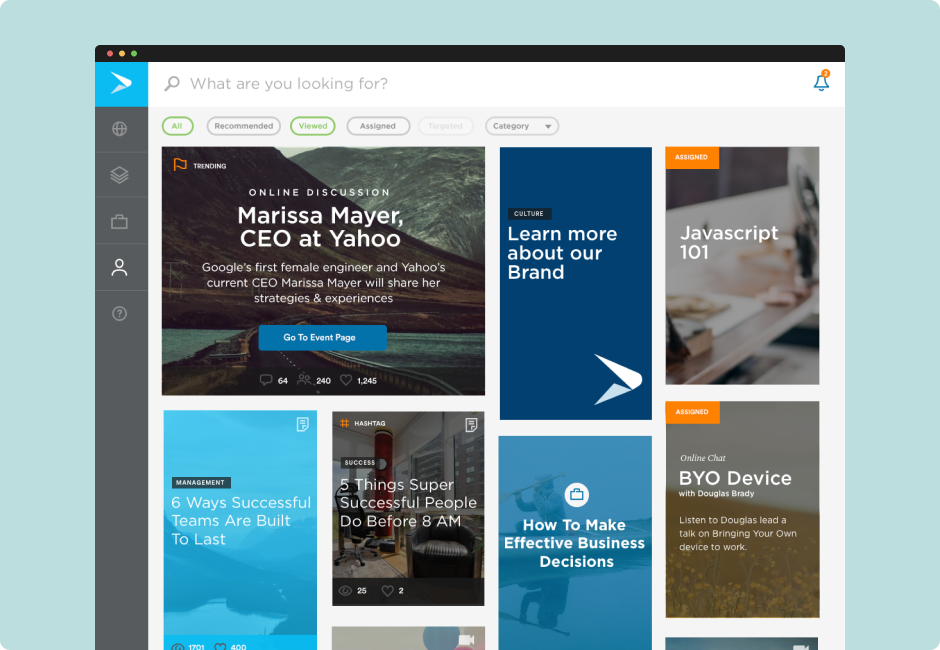 What are you looking for?
2
All
Recommended
Viewed
Assigned
Targeted
Category
TRENDING
ONLINE DISCUSSION
Marissa Mayer,
CEO at Yahoo
Google's first female engineer and Yahoo's
current CEO Marissa Mayer will share her
strategies & experiences
Go To Event Page
64
240
1,245
CULTURE
Learn more
about our
Brand
ASSIGNED
Javascript
101
MANAGEMENT
6 Ways Successful
Teams Are Built
To Last
1701
400
HASHTAG
SUCCESS
5 Things Super
Successful People
Do Before 8 AM
25
2
How To Make
Effective Business
Decisions
ASSIGNED
Online Chat
BYO Device
with Douglas Brady
Listen to Douglas lead a
talk on Bringing Your Own
device to work.